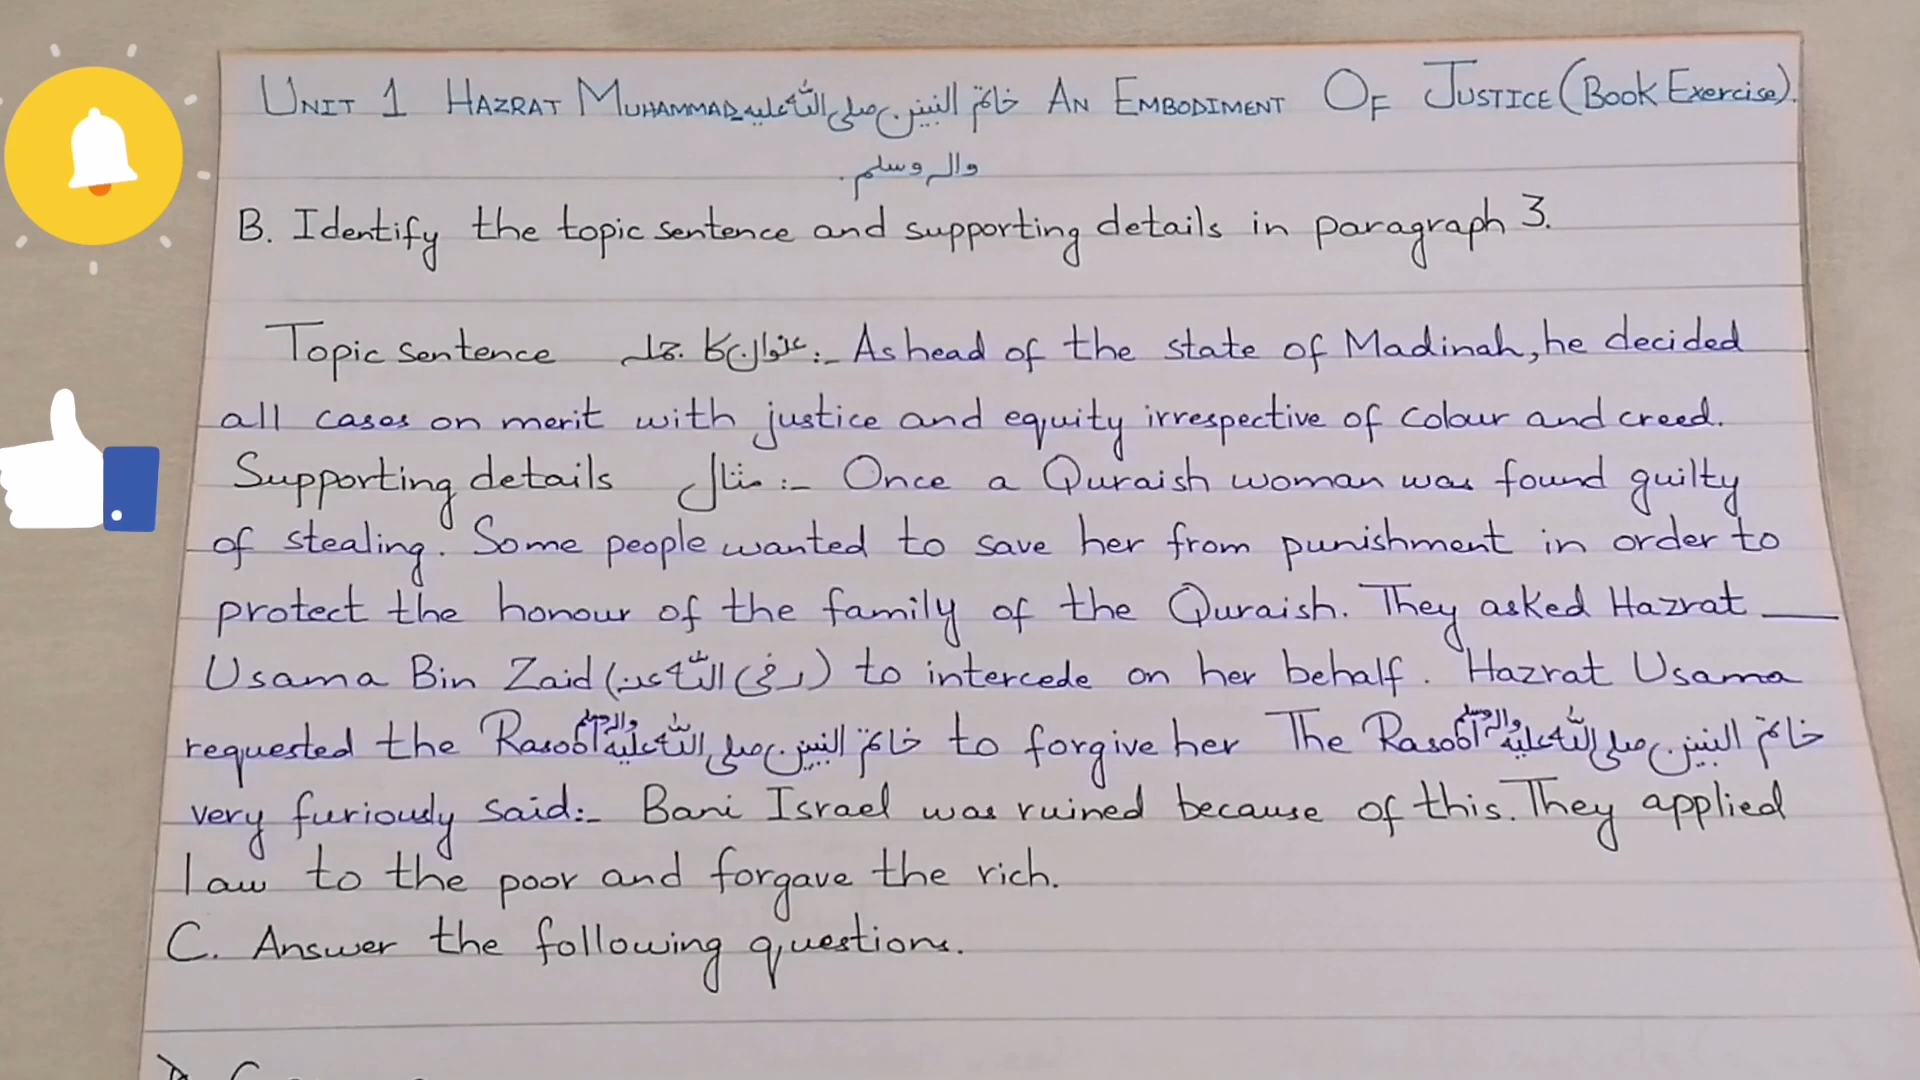 UNIT 1 HAZRAT MUHAMMAD خاتم النبیین صلی اللہ علیہ AN EMBODIMENT OF JUSTICE (Book Exercise).
والہ وسلم.
B. Identify the topic sentence and supporting details in paragraph 3.
Topic sentence عنوان کا جملہ :- As head of the state of Madinah, he decided
all cases on merit with justice and equity irrespective of colour and creed.
Supporting details مثال :- Once a Quraish woman was found guilty
of stealing. Some people wanted to save her from punishment in order to
protect the honour of the family of the Quraish. They asked Hazrat
Usama Bin Zaid (رضی اللہ عنہ) to intercede on her behalf. Hazrat Usama
requested the Rasool خاتم النبیین صلی اللہ علیہ والہ وسلم to forgive her The Rasool خاتم النبیین صلی اللہ علیہ والہ وسلم
very furiously said:- Bani Israel was ruined because of this. They applied
law to the poor and forgave the rich.
C. Answer the following questions.